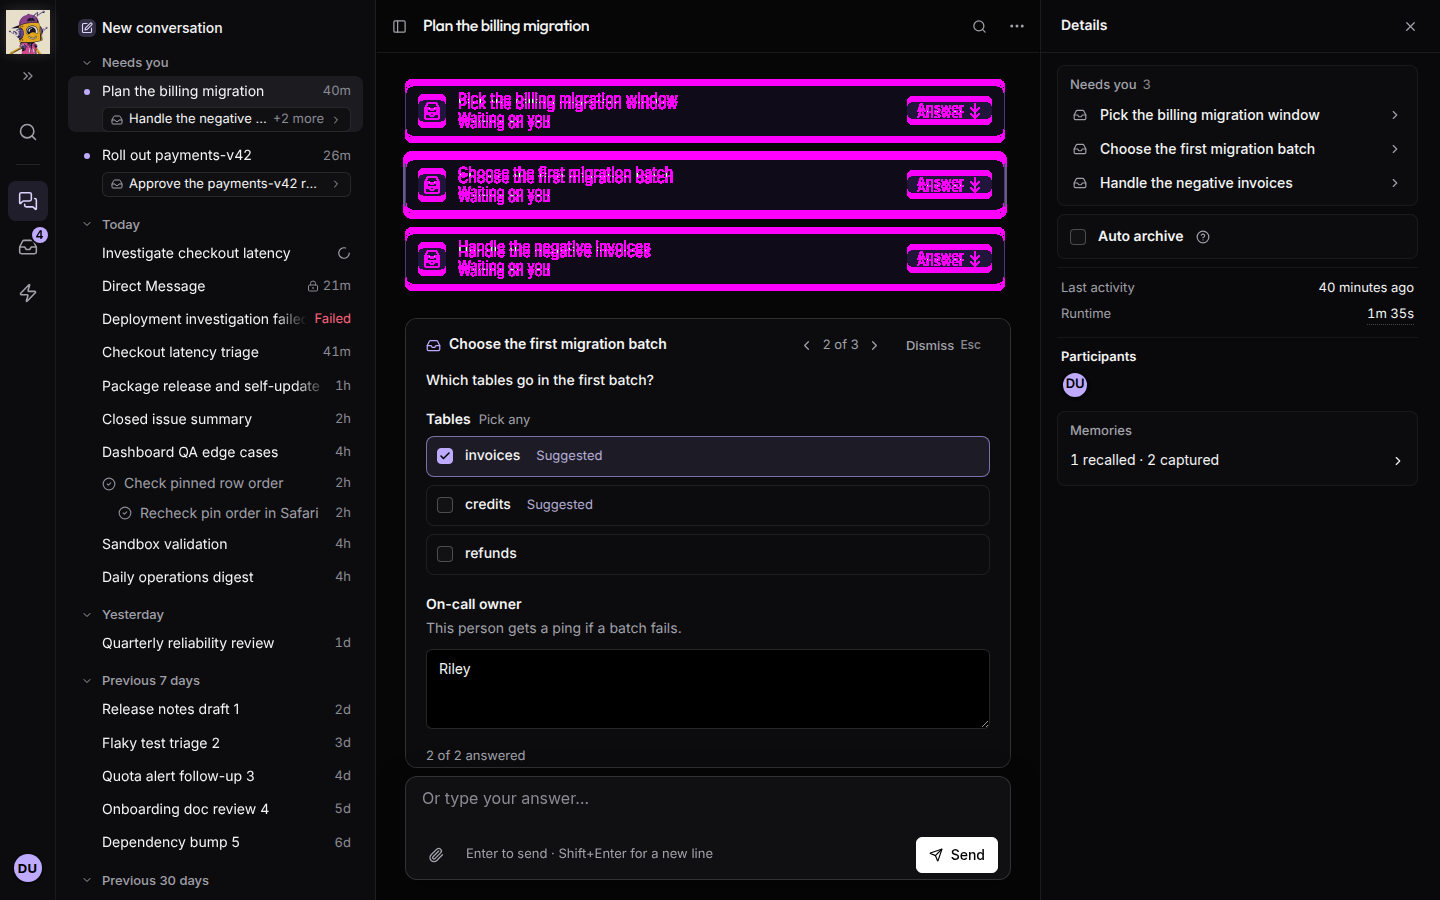 New conversation
Needs you
Plan the billing migration 40m
Handle the negative ... +2 more
Roll out payments-v42 26m
Approve the payments-v42 r...
Today
Investigate checkout latency
Direct Message 21m
Deployment investigation failed Failed
Checkout latency triage 41m
Package release and self-update 1h
Closed issue summary 2h
Dashboard QA edge cases 4h
Check pinned row order 2h
Recheck pin order in Safari 2h
Sandbox validation 4h
Daily operations digest 4h
Yesterday
Quarterly reliability review 1d
Previous 7 days
Release notes draft 1 2d
Flaky test triage 2 3d
Quota alert follow-up 3 4d
Onboarding doc review 4 5d
Dependency bump 5 6d
Previous 30 days
4
DU
Plan the billing migration
Pick the billing migration window
Waiting on you
Answer
Choose the first migration batch
Waiting on you
Answer
Handle the negative invoices
Waiting on you
Answer
Choose the first migration batch 2 of 3 Dismiss Esc
Which tables go in the first batch?
Tables Pick any
invoices Suggested
credits Suggested
refunds
On-call owner
This person gets a ping if a batch fails.
Riley
2 of 2 answered
Or type your answer...
Enter to send · Shift+Enter for a new line Send
Details
Needs you 3
Pick the billing migration window
Choose the first migration batch
Handle the negative invoices
Auto archive
Last activity 40 minutes ago
Runtime 1m 35s
Participants
DU
Memories
1 recalled · 2 captured